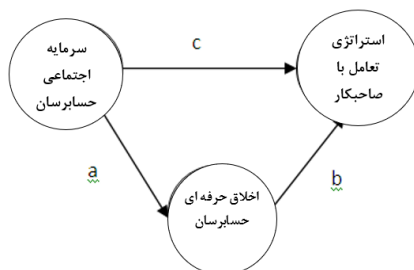 سرمایه
اجتماعی
حسابرسان
c
استراتژی
تعامل با
صاحبکار
a
b
اخلاق حرفه ای
حسابرسان